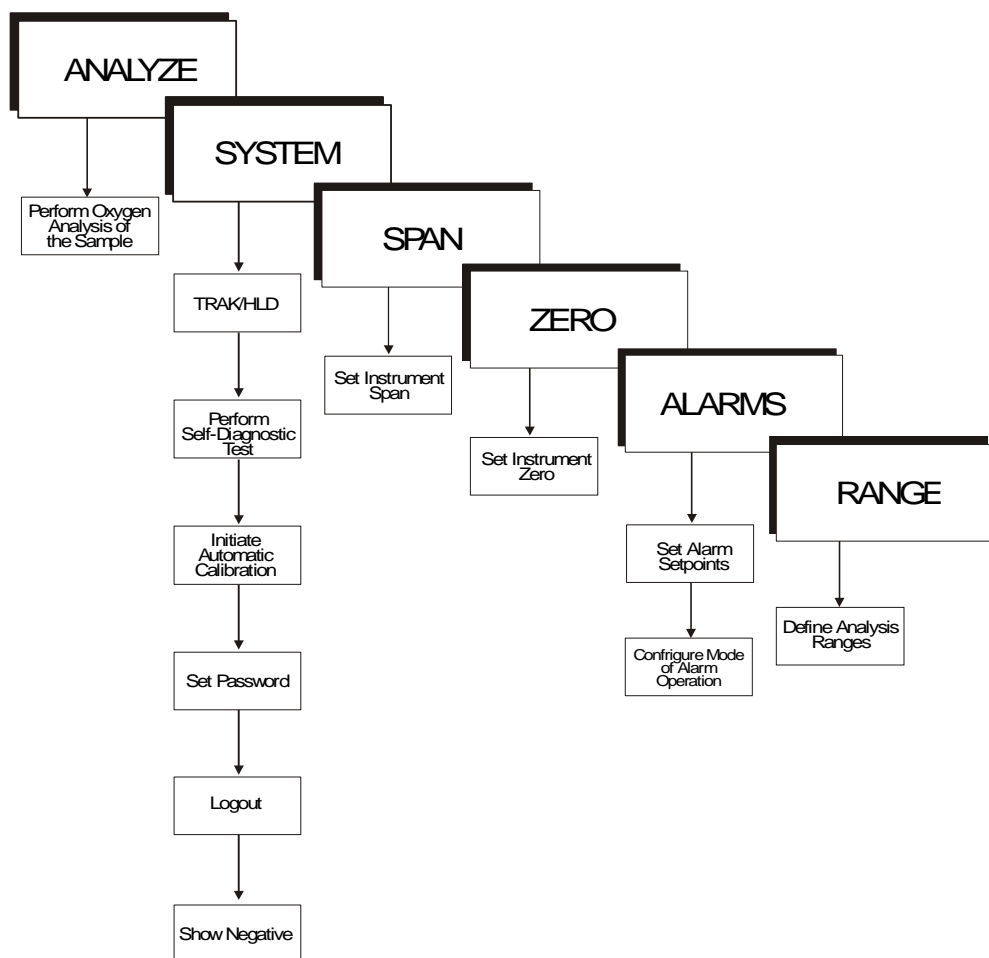 ANALYZE
Perform Oxygen
Analysis of
the Sample
SYSTEM
TRAK/HLD
Perform
Self-Diagnostic
Test
Initiate
Automatic
Calibration
Set Password
Logout
Show Negative
SPAN
Set Instrument
Span
ZERO
Set Instrument
Zero
ALARMS
Set Alarm
Setpoints
Confrigure Mode
of Alarm
Operation
RANGE
Define Analysis
Ranges